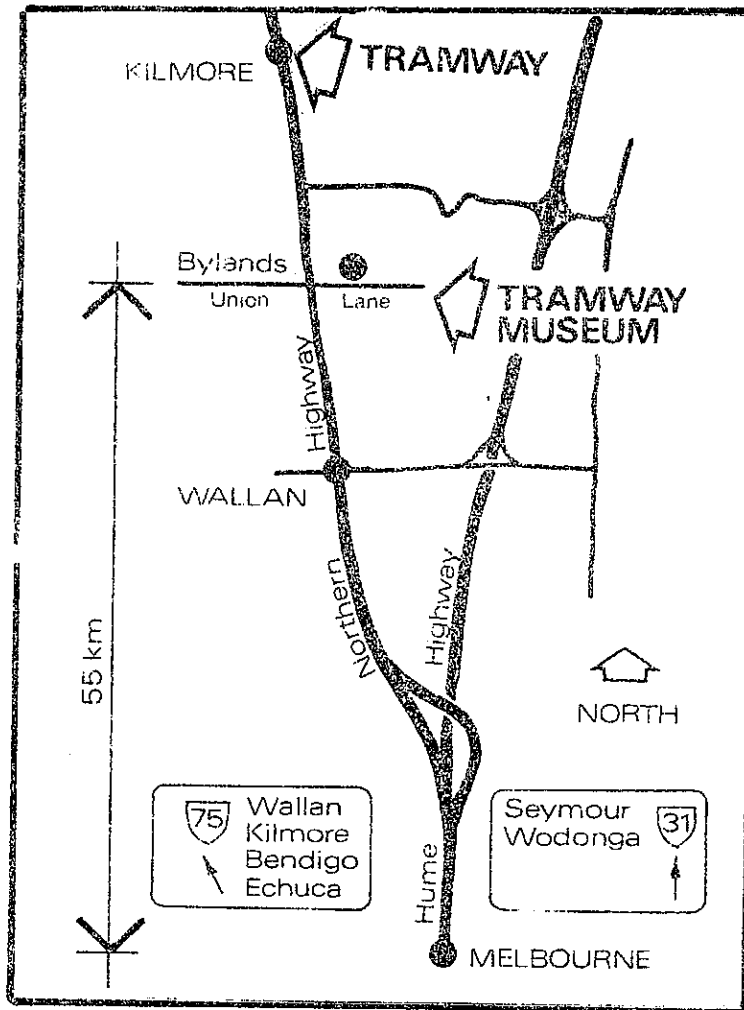 KILMORE
TRAMWAY
Bylands
Union Lane
TRAMWAY
MUSEUM
Highway
WALLAN
Northern
Highway
55 km
NORTH
75
Wallan
Kilmore
Bendigo
Echuca
Seymour
Wodonga
31
Hume
MELBOURNE